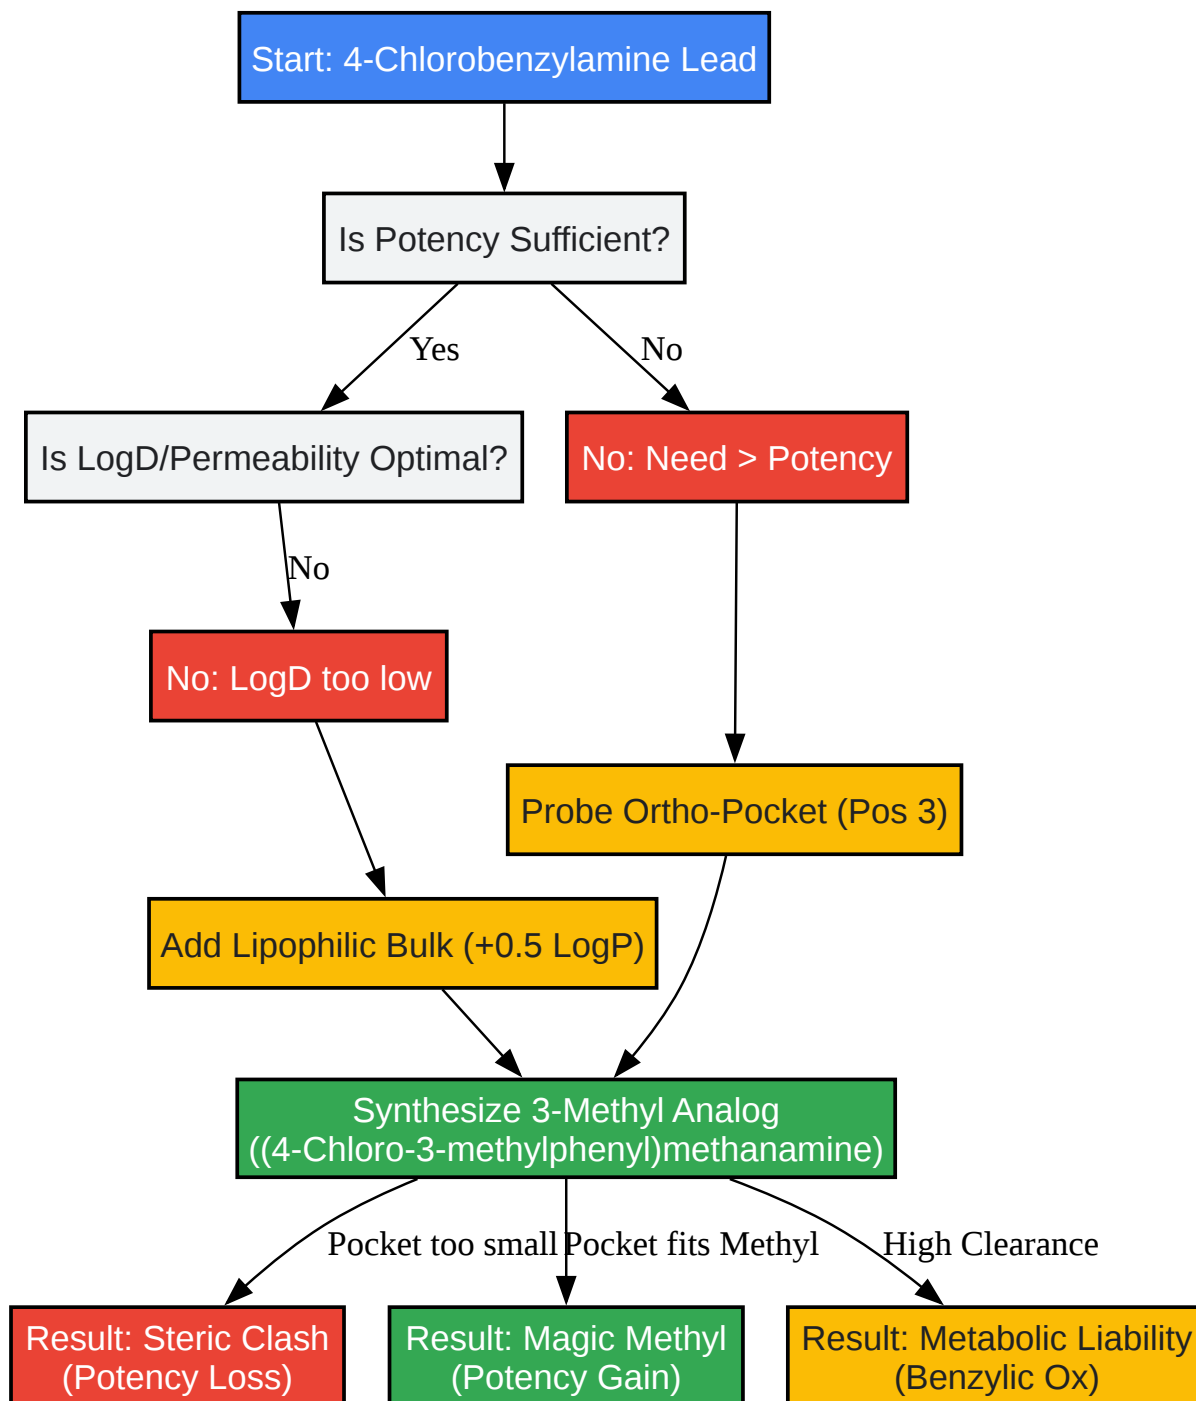 Start: 4-Chlorobenzylamine Lead
Is Potency Sufficient?
Yes
No
Is LogD/Permeability Optimal?
No: Need > Potency
No
No: LogD too low
Probe Ortho-Pocket (Pos 3)
Add Lipophilic Bulk (+0.5 LogP)
Synthesize 3-Methyl Analog
((4-Chloro-3-methylphenyl)methanamine)
Pocket too small
Pocket fits Methyl
High Clearance
Result: Steric Clash
(Potency Loss)
Result: Magic Methyl
(Potency Gain)
Result: Metabolic Liability
(Benzylic Ox)